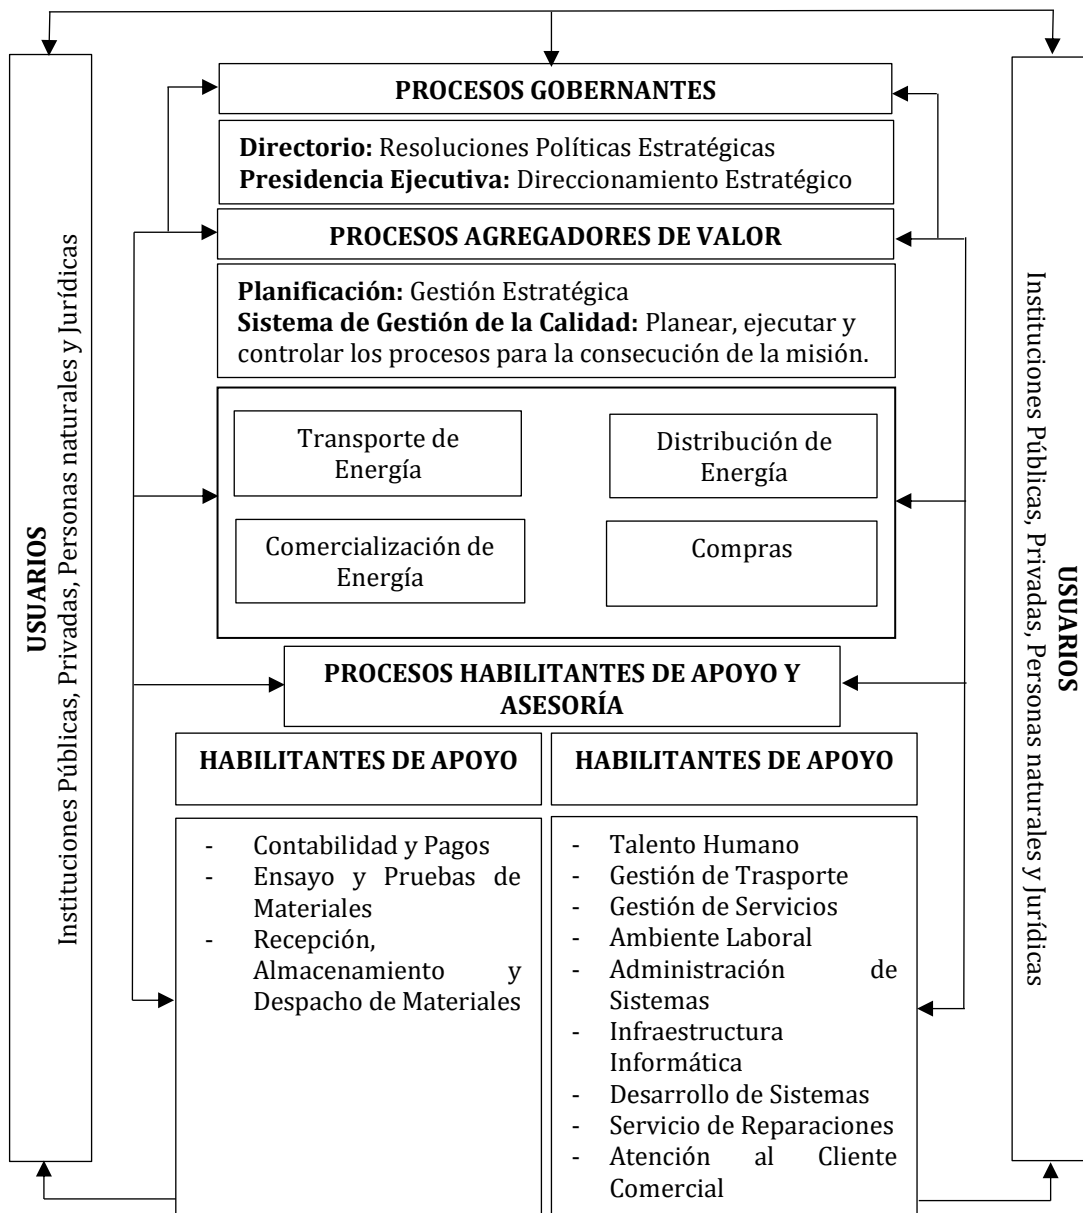 USUARIOS
Instituciones Públicas, Privadas, Personas naturales y Jurídicas
PROCESOS GOBERNANTES
Directorio: Resoluciones Políticas Estratégicas
Presidencia Ejecutiva: Direccionamiento Estratégico
PROCESOS AGREGADORES DE VALOR
Planificación: Gestión Estratégica
Sistema de Gestión de la Calidad: Planear, ejecutar y
controlar los procesos para la consecución de la misión.
Transporte de
Energía
Distribución de
Energía
Comercialización de
Energía
Compras
PROCESOS HABILITANTES DE APOYO Y
ASESORÍA
HABILITANTES DE APOYO
- Contabilidad y Pagos
- Ensayo y Pruebas de
Materiales
- Recepción,
Almacenamiento y
Despacho de Materiales
HABILITANTES DE APOYO
- Talento Humano
- Gestión de Trasporte
- Gestión de Servicios
- Ambiente Laboral
- Administración de
Sistemas
- Infraestructura
Informática
- Desarrollo de Sistemas
- Servicio de Reparaciones
- Atención al Cliente
Comercial
USUARIOS
Instituciones Públicas, Privadas, Personas naturales y Jurídicas